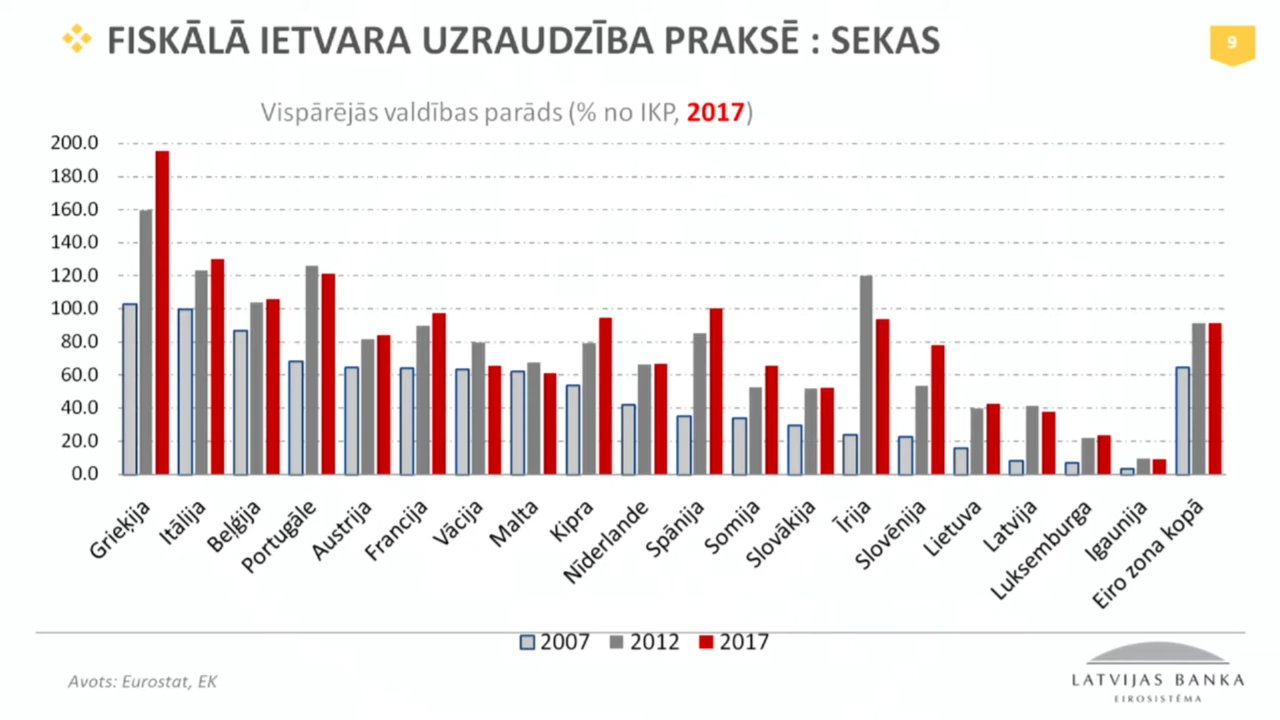 FISKĀLĀ IETVARA UZRAUDZĪBA PRAKSĒ : SEKAS
9
Vispārējās valdības parāds (% no IKP, 2017)
200.0
180.0
160.0
140.0
120.0
100.0
80.0
60.0
40.0
20.0
0.0
Grieķija
Itālija
Beļģija
Portugāle
Austrija
Francija
Vācija
Malta
Kipra
Nīderlande
Spānija
Somija
Slovākija
Īrija
Slovēnija
Lietuva
Latvija
Luksemburga
Igaunija
Eiro zona kopā
2007 2012 2017
Avots: Eurostat, EK
LATVIJAS BANKA
EIROSISTĒMA